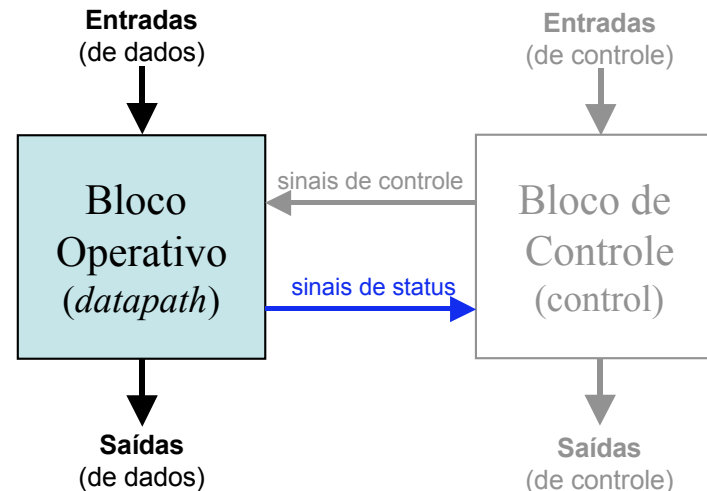 Entradas
(de dados)
Entradas
(de controle)
Bloco
Operativo
(datapath)
sinais de controle
sinais de status
Bloco de
Controle
(control)
Saídas
(de dados)
Saídas
(de controle)